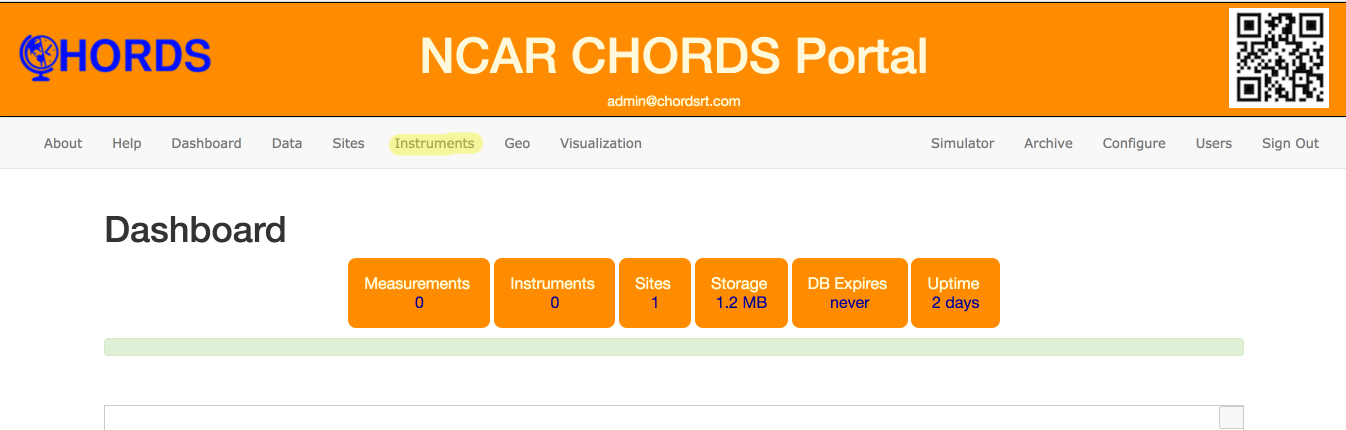 CHORDS
NCAR CHORDS Portal
admin@chordsrt.com
About Help Dashboard Data Sites Instruments Geo Visualization Simulator Archive Configure Users Sign Out
Dashboard
Measurements Instruments Sites Storage DB Expires Uptime
0 0 1 1.2 MB never 2 days